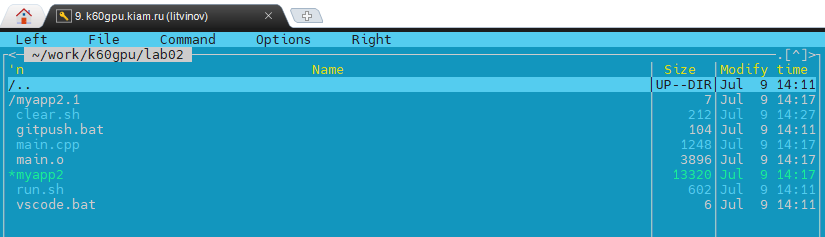 9. k60gpu.kiam.ru (litvinov)
Left File Command Options Right
<— ~/work/k60gpu/lab02 .[^]>
'n Name Size Modify time
/.. UP--DIR Jul 9 14:11
/myapp2.1 7 Jul 9 14:17
clear.sh 212 Jul 9 14:27
gitpush.bat 104 Jul 9 14:11
main.cpp 1248 Jul 9 14:17
main.o 3896 Jul 9 14:17
*myapp2 13320 Jul 9 14:17
run.sh 602 Jul 9 14:11
vscode.bat 6 Jul 9 14:11